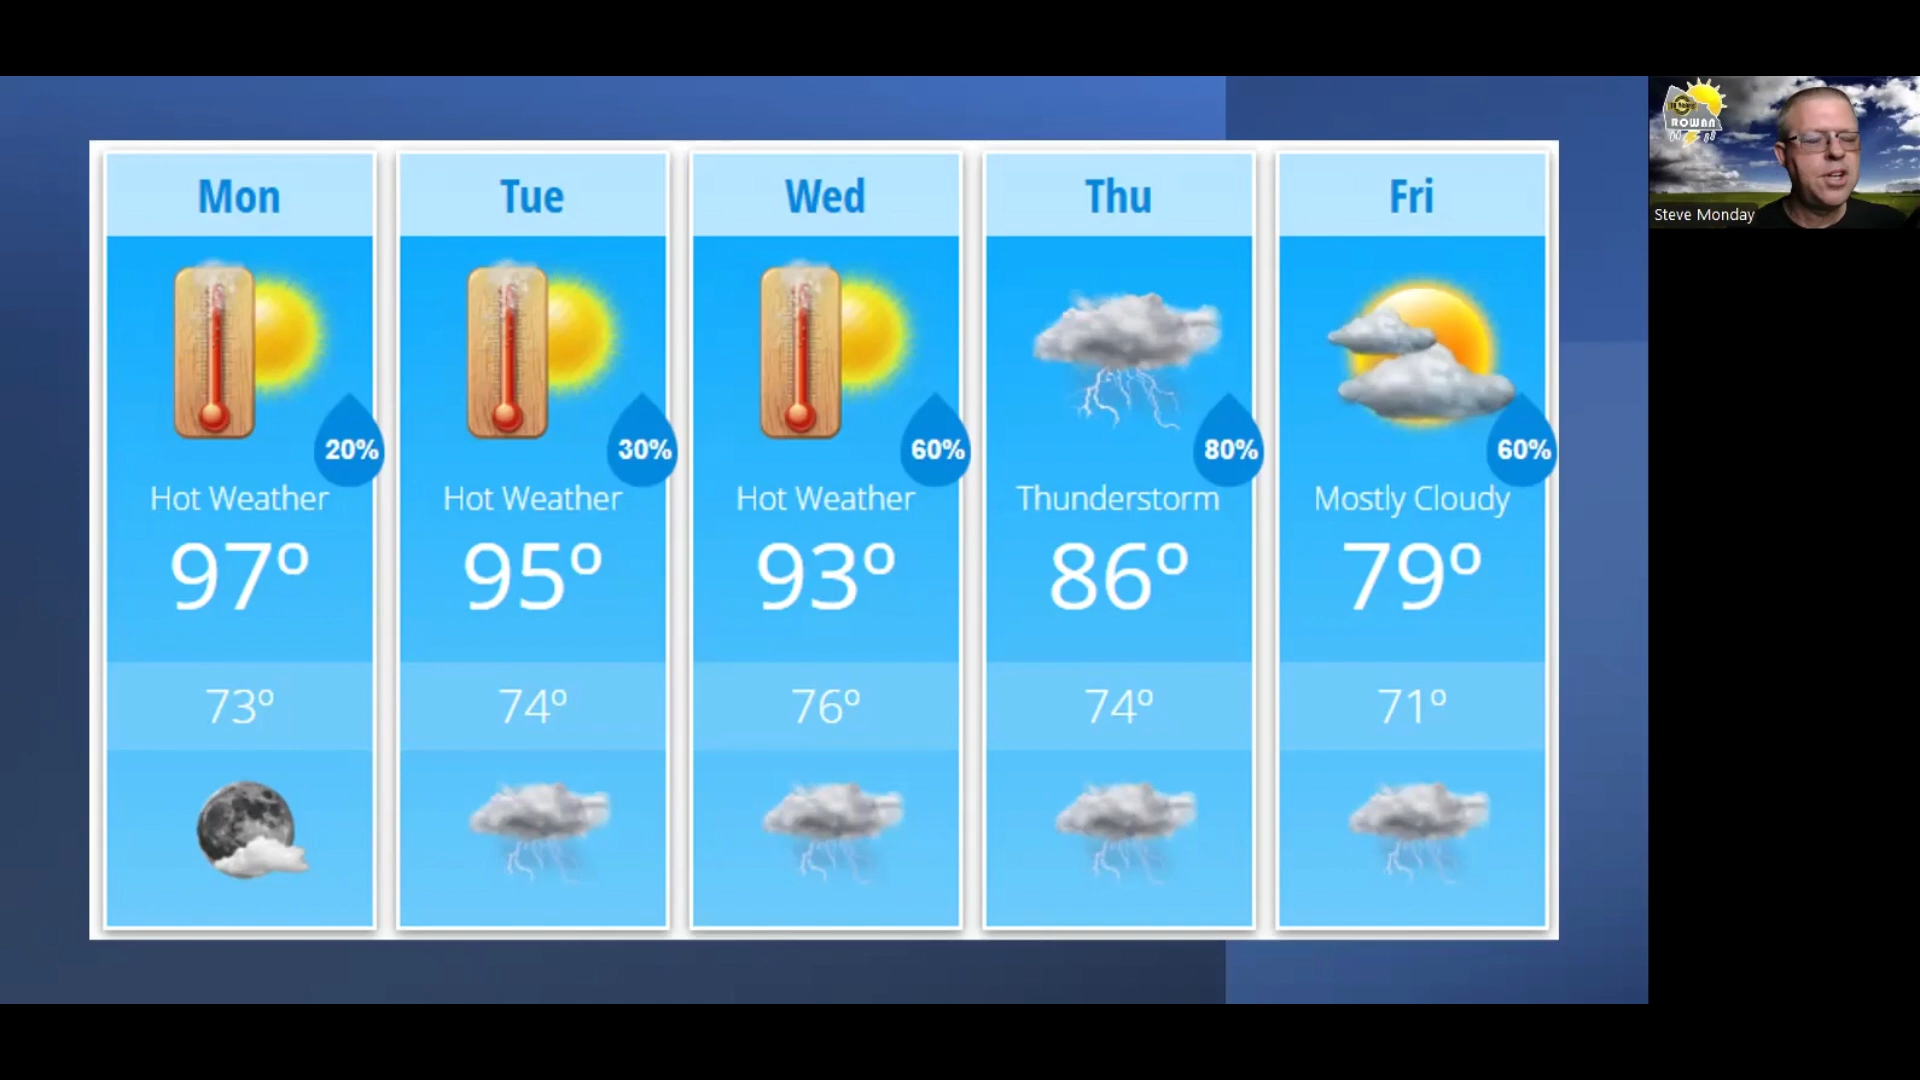 Mon
20%
Hot Weather
97°
73°
Tue
30%
Hot Weather
95°
74°
Wed
60%
Hot Weather
93°
76°
Thu
80%
Thunderstorm
86°
74°
Fri
60%
Mostly Cloudy
79°
71°
ROWAN
Steve Monday